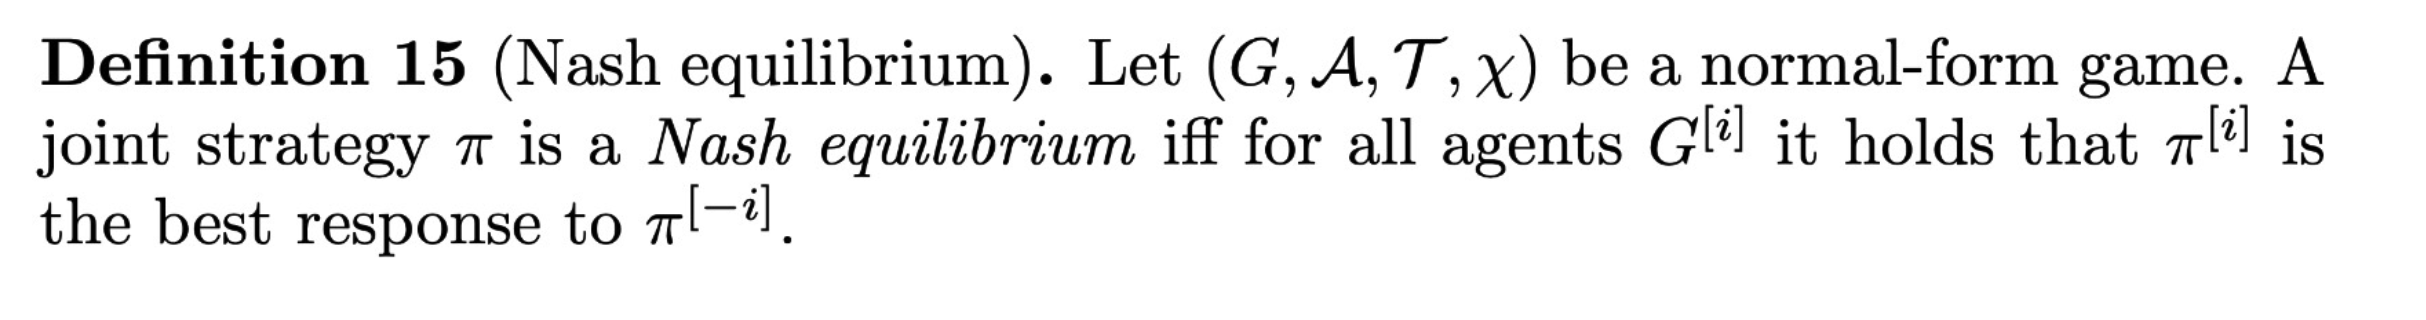 Definition 15 (Nash equilibrium). Let (G, 𝒜, 𝒯, χ) be a normal-form game. A
joint strategy π is a Nash equilibrium iff for all agents G^[i] it holds that π^[i] is
the best response to π^[−i].